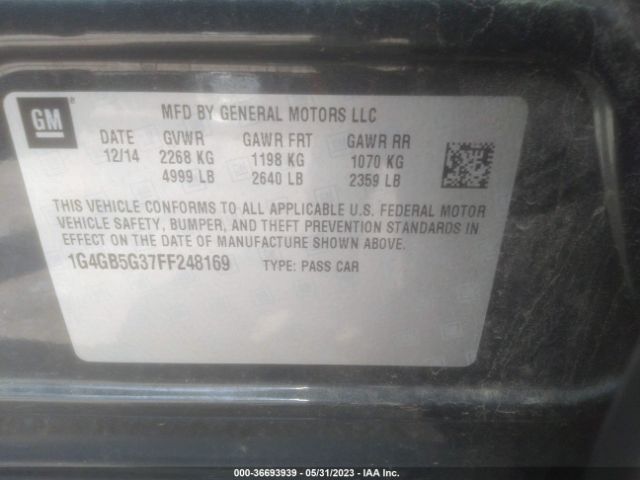 GM ®
MFD BY GENERAL MOTORS LLC
DATE GVWR GAWR FRT GAWR RR
12/14 2268 KG 1198 KG 1070 KG
4999 LB 2640 LB 2359 LB
THIS VEHICLE CONFORMS TO ALL APPLICABLE U.S. FEDERAL MOTOR
VEHICLE SAFETY, BUMPER, AND THEFT PREVENTION STANDARDS IN
EFFECT ON THE DATE OF MANUFACTURE SHOWN ABOVE.
1G4GB5G37FF248169 TYPE: PASS CAR
000-36693939 - 05/31/2023 - IAA Inc.